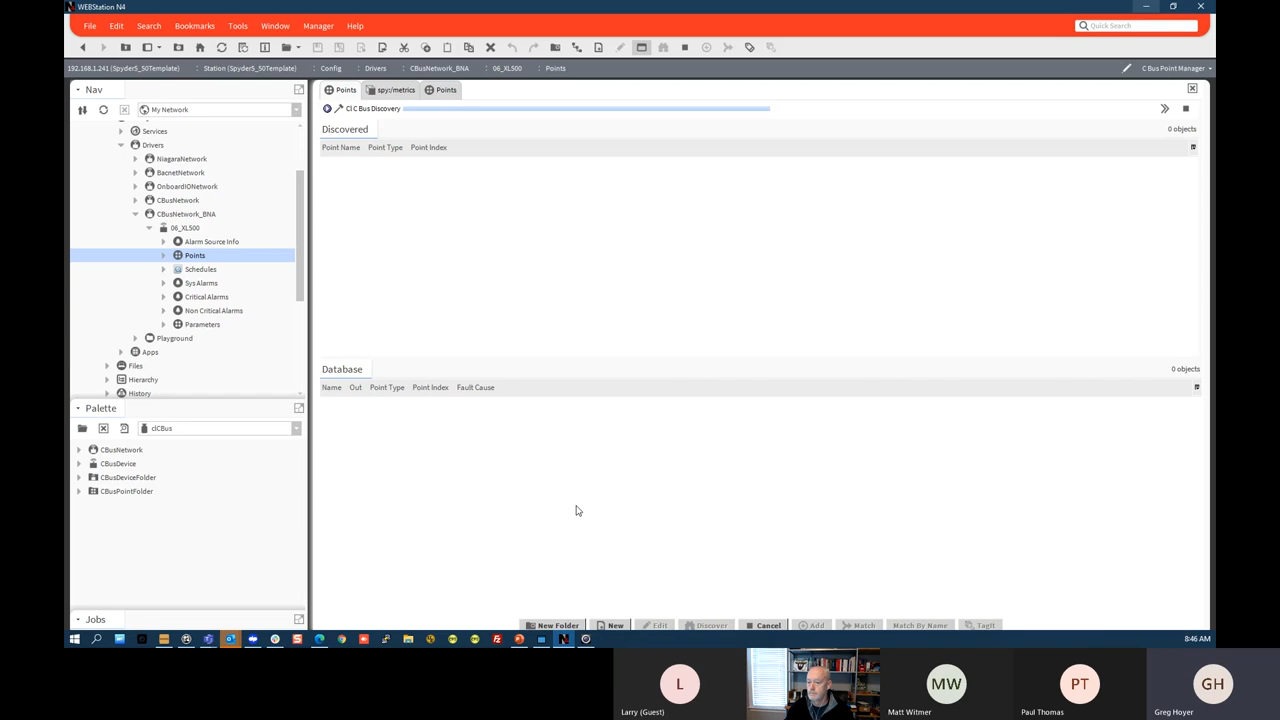 WEBStation N4
File Edit Search Bookmarks Tools Window Manager Help
Quick Search
192.168.1.241 (SpyderS_50Template) : Station (SpyderS_50Template) : Config : Drivers : CBusNetwork_BNA : 06_XL500 : Points
C Bus Point Manager
Nav
My Network
Services
Drivers
NiagaraNetwork
BacnetNetwork
OnboardIONetwork
CBusNetwork
CBusNetwork_BNA
06_XL500
Alarm Source Info
Points
Schedules
Sys Alarms
Critical Alarms
Non Critical Alarms
Parameters
Playground
Apps
Files
Hierarchy
History
Palette
clCBus
CBusNetwork
CBusDevice
CBusDeviceFolder
CBusPointFolder
Jobs
Points spy:/metrics Points
Cl C Bus Discovery
Discovered
0 objects
Point Name Point Type Point Index
Database
0 objects
Name Out Point Type Point Index Fault Cause
New Folder New Edit Discover Cancel Add Match Match By Name TagIt
8:46 AM
L
MW
PT
GH
Larry (Guest)
Matt Witmer
Paul Thomas
Greg Hoyer